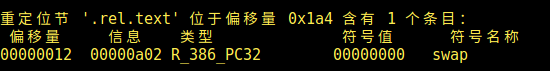 重定位节 '.rel.text' 位于偏移量 0x1a4 含有 1 个条目：
偏移量 信息 类型 符号值 符号名称
00000012 00000a02 R_386_PC32 00000000 swap